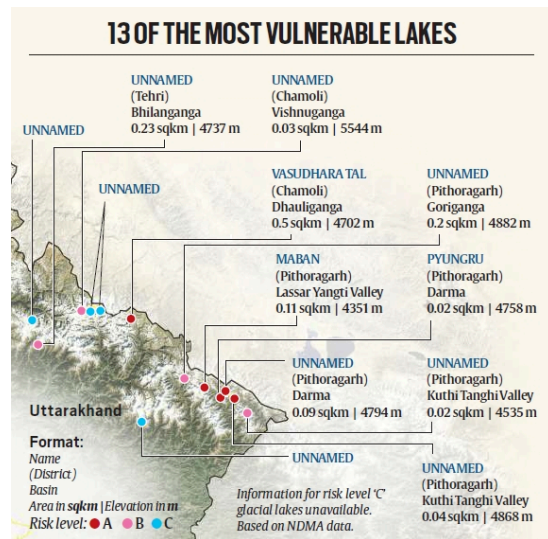 13 OF THE MOST VULNERABLE LAKES
UNNAMED
(Tehri)
Bhilanganga
0.23 sqkm | 4737 m
UNNAMED
(Chamoli)
Vishnuganga
0.03 sqkm | 5544 m
UNNAMED
UNNAMED
VASUDHARA TAL
(Chamoli)
Dhauliganga
0.5 sqkm | 4702 m
UNNAMED
(Pithoragarh)
Goriganga
0.2 sqkm | 4882 m
MABAN
(Pithoragarh)
Lassar Yangti Valley
0.11 sqkm | 4351 m
PYUNGRU
(Pithoragarh)
Darma
0.02 sqkm | 4758 m
UNNAMED
(Pithoragarh)
Darma
0.09 sqkm | 4794 m
UNNAMED
(Pithoragarh)
Kuthi Tanghi Valley
0.02 sqkm | 4535 m
UNNAMED
UNNAMED
(Pithoragarh)
Kuthi Tanghi Valley
0.04 sqkm | 4868 m
Uttarakhand
Format:
Name
(District)
Basin
Area in sqkm | Elevation in m
Risk level: A B C
Information for risk level 'C'
glacial lakes unavailable.
Based on NDMA data.